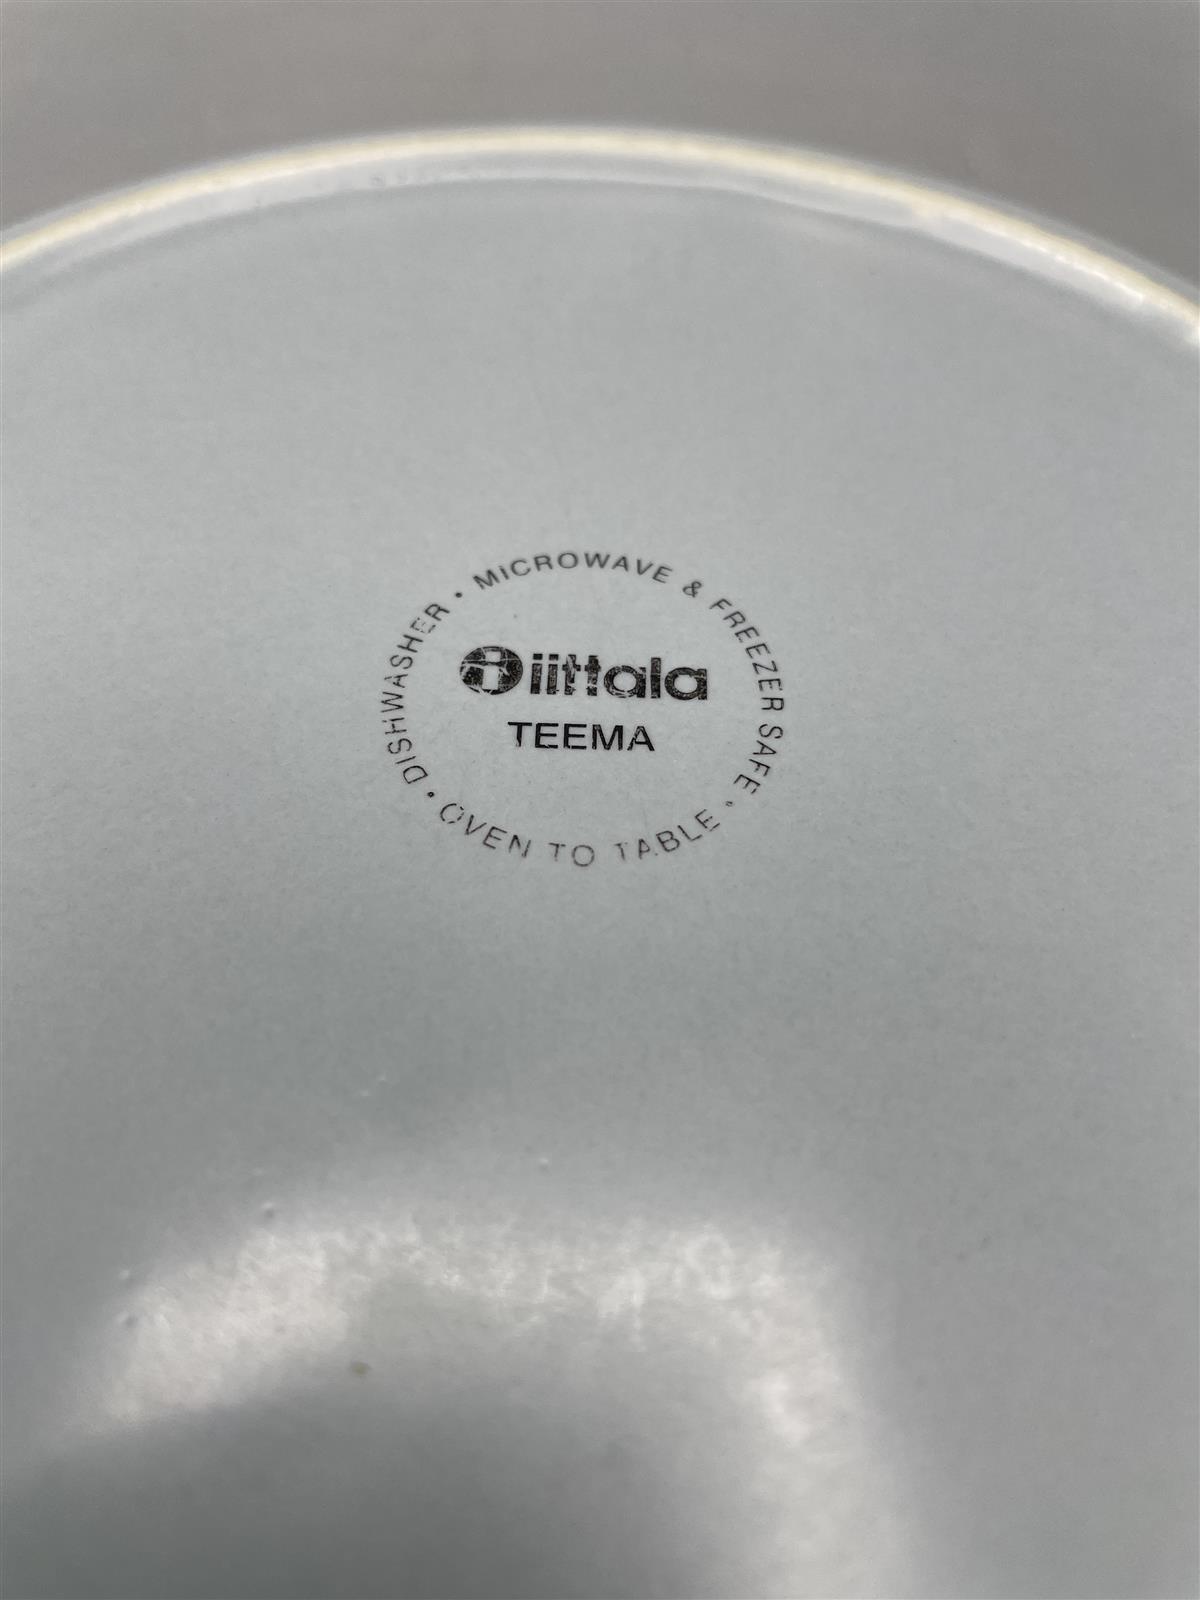 DISHWASHER · MICROWAVE & FREEZER SAFE · OVEN TO TABLE ·
iittala
TEEMA